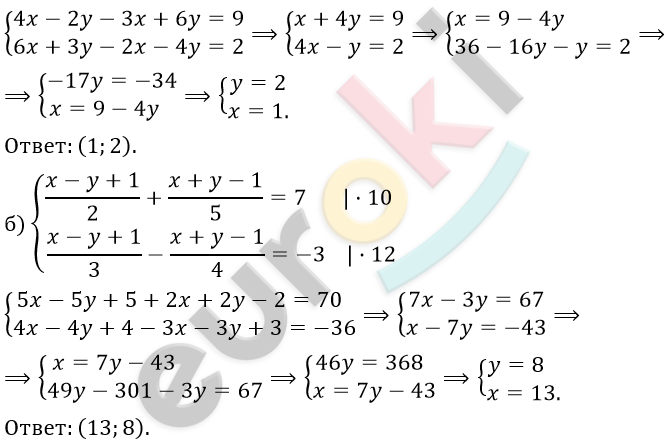 {4x − 2y − 3x + 6y = 9 ⟹ {x + 4y = 9 ⟹ {x = 9 − 4y ⟹
{6x + 3y − 2x − 4y = 2 {4x − y = 2 {36 − 16y − y = 2
⟹ {−17y = −34 ⟹ {y = 2
{x = 9 − 4y {x = 1.
Ответ: (1; 2).
б) {(x − y + 1)/2 + (x + y − 1)/5 = 7 | · 10
{(x − y + 1)/3 − (x + y − 1)/4 = −3 | · 12
{5x − 5y + 5 + 2x + 2y − 2 = 70 ⟹ {7x − 3y = 67 ⟹
{4x − 4y + 4 − 3x − 3y + 3 = −36 {x − 7y = −43
⟹ {x = 7y − 43 ⟹ {46y = 368 ⟹ {y = 8
{49y − 301 − 3y = 67 {x = 7y − 43 {x = 13.
Ответ: (13; 8).
euroki